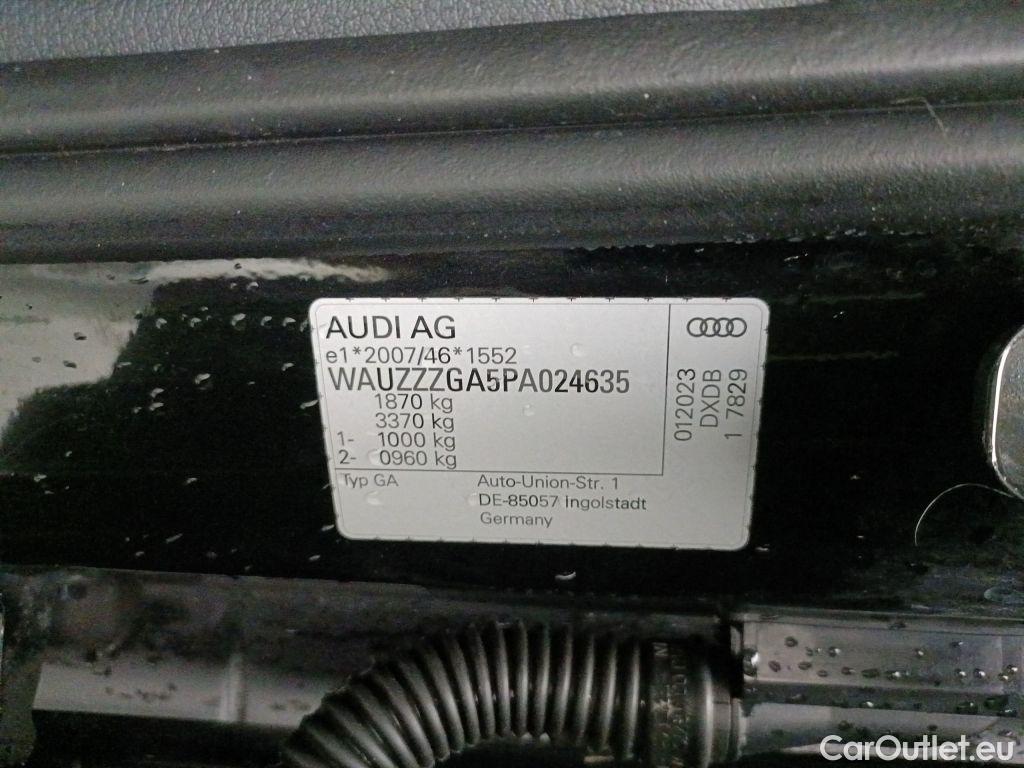 AUDI AG
e1*2007/46*1552
WAUZZZGA5PA024635
1870 kg
3370 kg
1- 1000 kg
2- 0960 kg
Typ GA
Auto-Union-Str. 1
DE-85057 Ingolstadt
Germany
012023
DXDB
1 7829
CarOutlet.eu